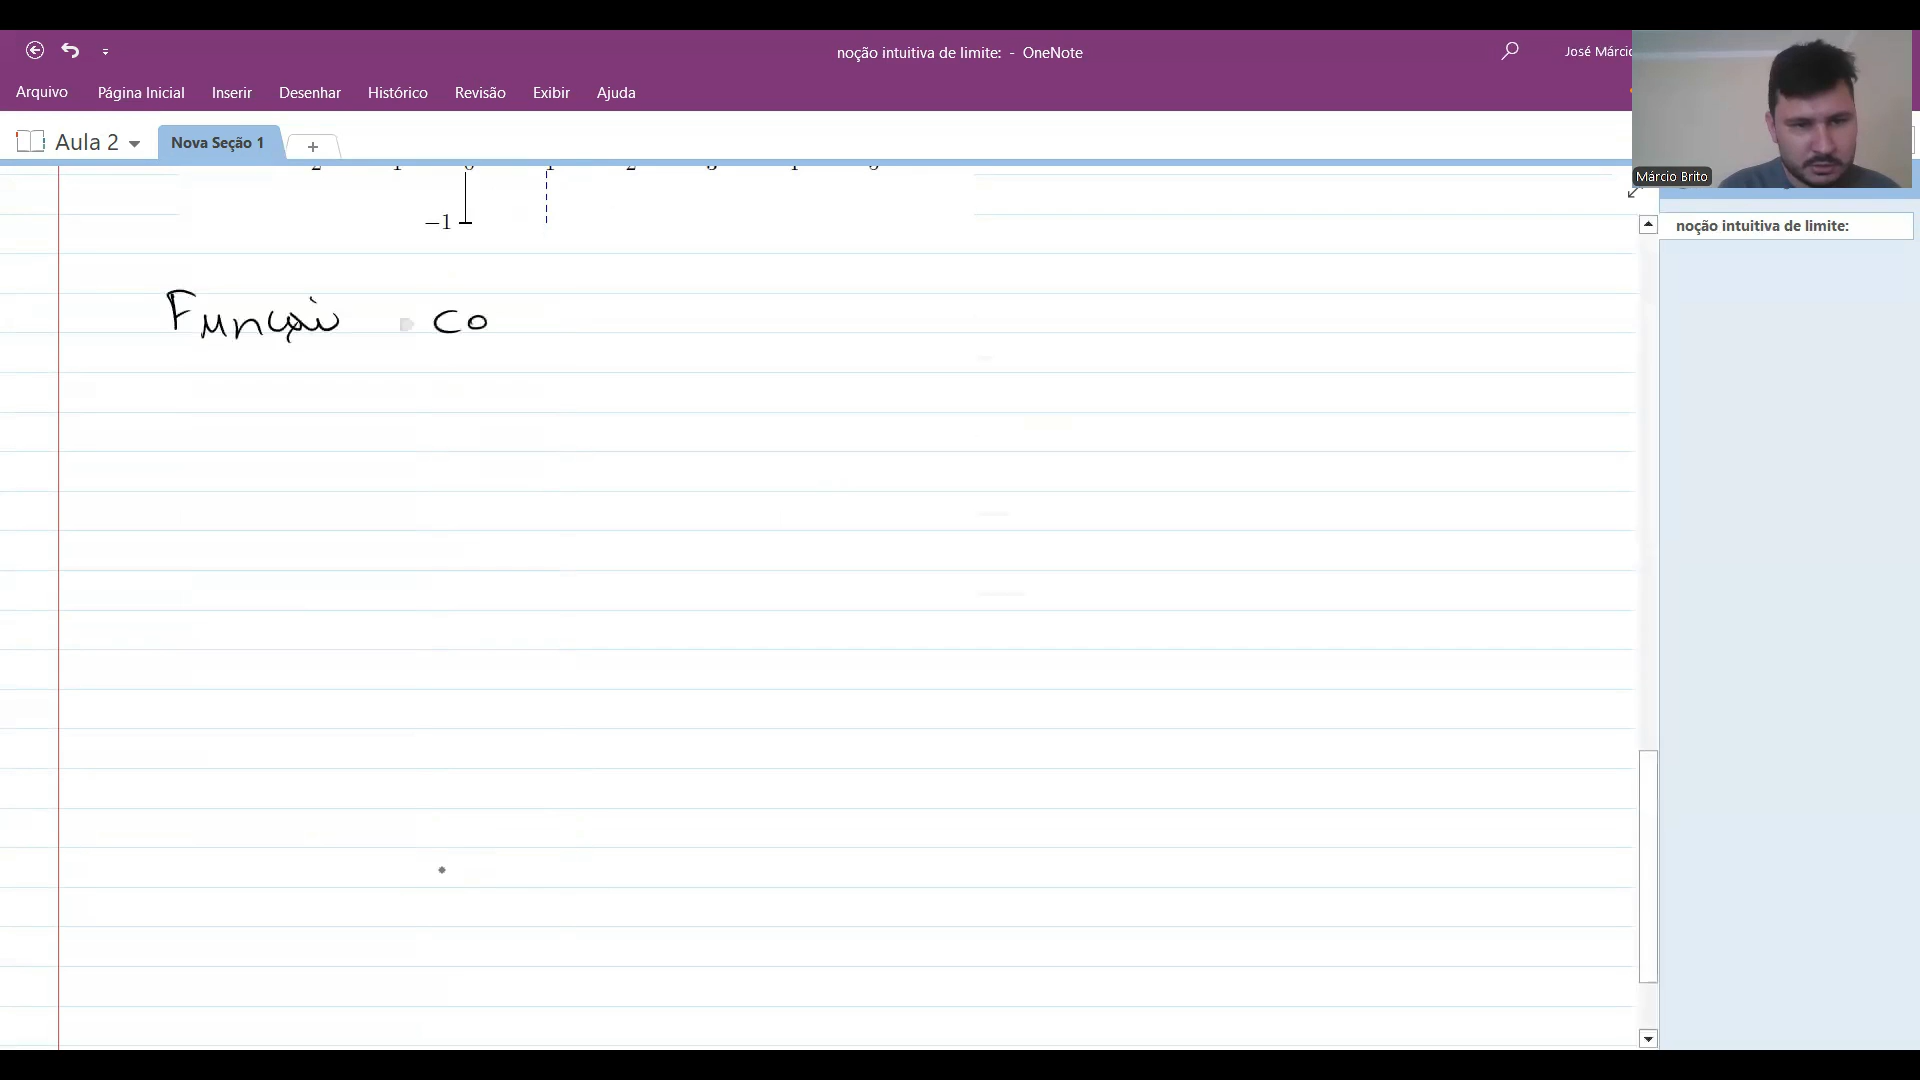 noção intuitiva de limite: - OneNote
José Márcio
Arquivo Página Inicial Inserir Desenhar Histórico Revisão Exibir Ajuda
Aula 2 Nova Seção 1 +
Márcio Brito
noção intuitiva de limite:
−1
Função co